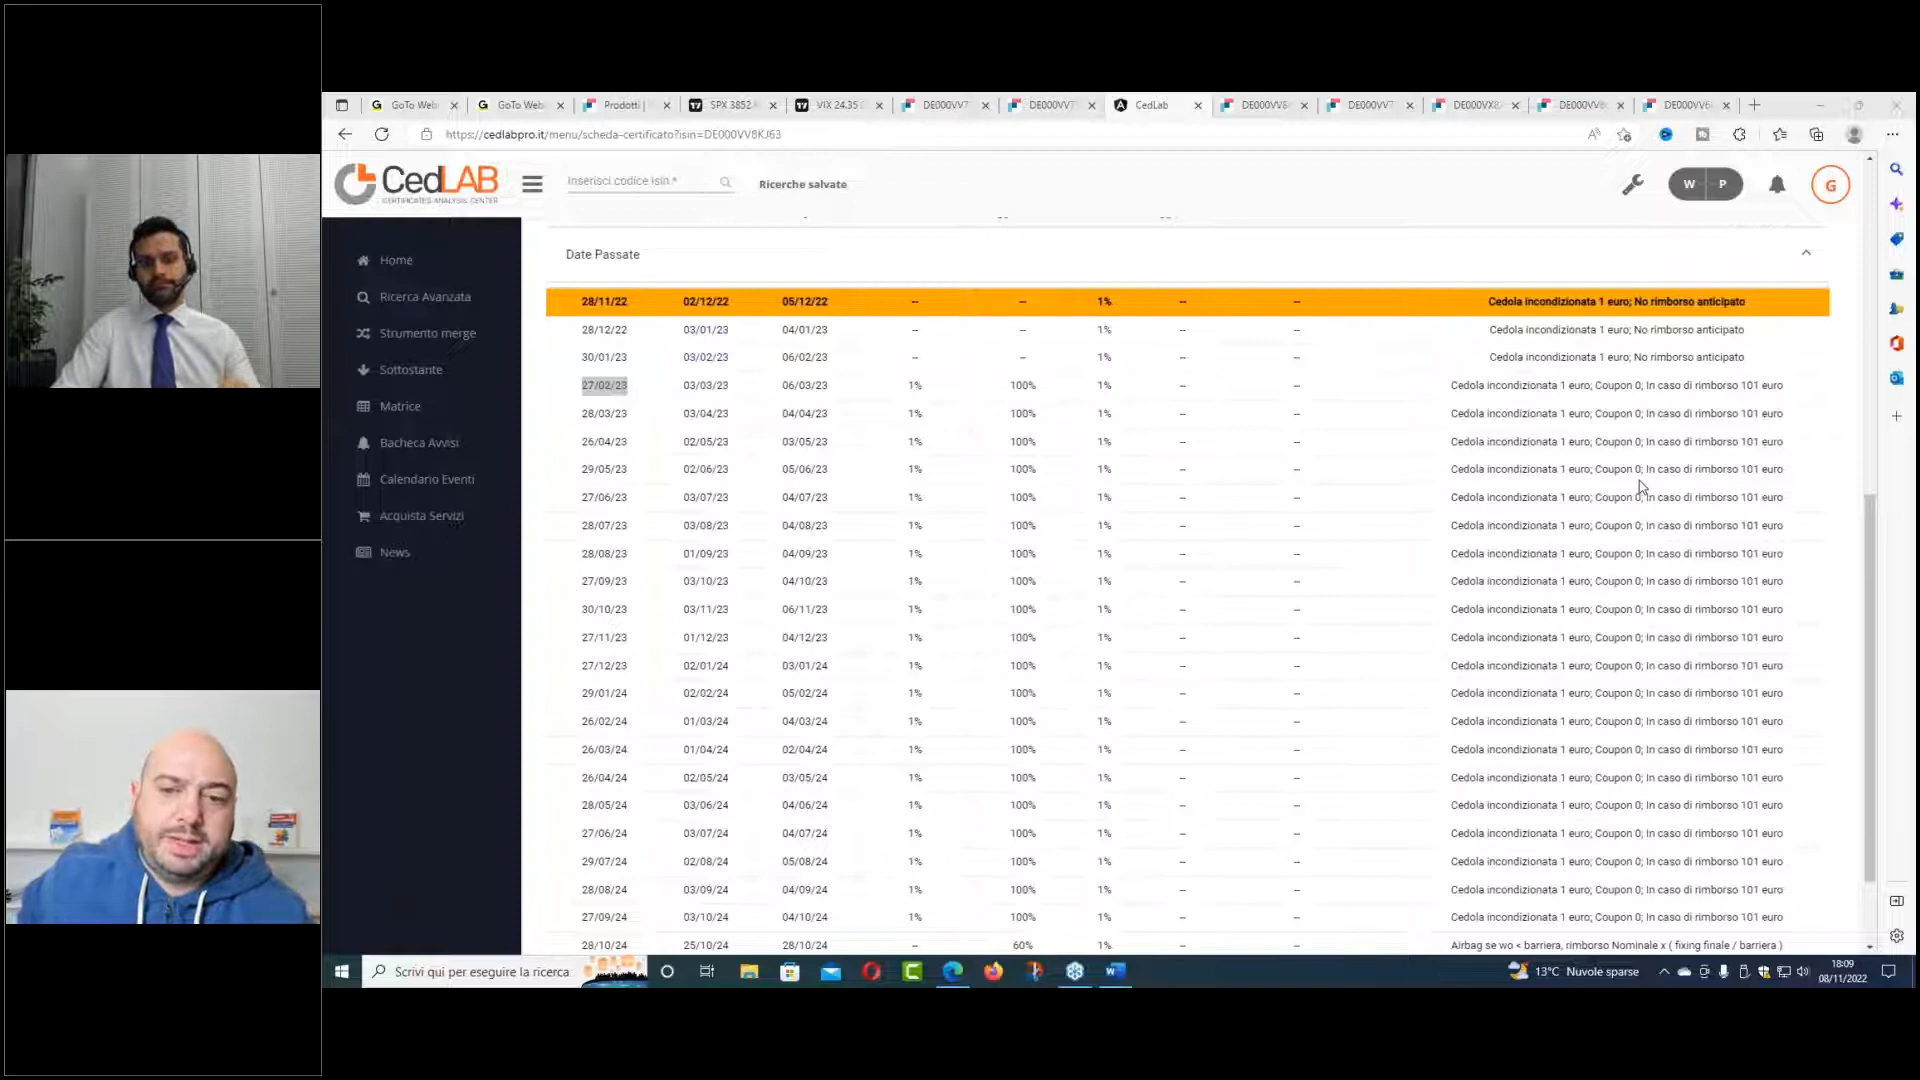 GoTo Web
GoTo Web
Prodotti |
SPX 3852
VIX 24.35
DE000VV7
DE000VV7
CedLab
DE000VV8
DE000VV7
DE000VX8
DE000VV6
DE000VV6
https://cedlabpro.it/menu/scheda-certificato?isin=DE000VV8KJ63
CedLAB
CERTIFICATES ANALYSIS CENTER
Inserisci codice isin *
Ricerche salvate
W P
G
Home
Ricerca Avanzata
Strumento merge
Sottostante
Matrice
Bacheca Avvisi
Calendario Eventi
Acquista Servizi
News
Date Passate
28/11/22 02/12/22 05/12/22 -- -- 1% -- -- Cedola incondizionata 1 euro; No rimborso anticipato
28/12/22 03/01/23 04/01/23 -- -- 1% -- -- Cedola incondizionata 1 euro; No rimborso anticipato
30/01/23 03/02/23 06/02/23 -- -- 1% -- -- Cedola incondizionata 1 euro; No rimborso anticipato
27/02/23 03/03/23 06/03/23 1% 100% 1% -- -- Cedola incondizionata 1 euro; Coupon 0; In caso di rimborso 101 euro
28/03/23 03/04/23 04/04/23 1% 100% 1% -- -- Cedola incondizionata 1 euro; Coupon 0; In caso di rimborso 101 euro
26/04/23 02/05/23 03/05/23 1% 100% 1% -- -- Cedola incondizionata 1 euro; Coupon 0; In caso di rimborso 101 euro
29/05/23 02/06/23 05/06/23 1% 100% 1% -- -- Cedola incondizionata 1 euro; Coupon 0; In caso di rimborso 101 euro
27/06/23 03/07/23 04/07/23 1% 100% 1% -- -- Cedola incondizionata 1 euro; Coupon 0; In caso di rimborso 101 euro
28/07/23 03/08/23 04/08/23 1% 100% 1% -- -- Cedola incondizionata 1 euro; Coupon 0; In caso di rimborso 101 euro
28/08/23 01/09/23 04/09/23 1% 100% 1% -- -- Cedola incondizionata 1 euro; Coupon 0; In caso di rimborso 101 euro
27/09/23 03/10/23 04/10/23 1% 100% 1% -- -- Cedola incondizionata 1 euro; Coupon 0; In caso di rimborso 101 euro
30/10/23 03/11/23 06/11/23 1% 100% 1% -- -- Cedola incondizionata 1 euro; Coupon 0; In caso di rimborso 101 euro
27/11/23 01/12/23 04/12/23 1% 100% 1% -- -- Cedola incondizionata 1 euro; Coupon 0; In caso di rimborso 101 euro
27/12/23 02/01/24 03/01/24 1% 100% 1% -- -- Cedola incondizionata 1 euro; Coupon 0; In caso di rimborso 101 euro
29/01/24 02/02/24 05/02/24 1% 100% 1% -- -- Cedola incondizionata 1 euro; Coupon 0; In caso di rimborso 101 euro
26/02/24 01/03/24 04/03/24 1% 100% 1% -- -- Cedola incondizionata 1 euro; Coupon 0; In caso di rimborso 101 euro
26/03/24 01/04/24 02/04/24 1% 100% 1% -- -- Cedola incondizionata 1 euro; Coupon 0; In caso di rimborso 101 euro
26/04/24 02/05/24 03/05/24 1% 100% 1% -- -- Cedola incondizionata 1 euro; Coupon 0; In caso di rimborso 101 euro
28/05/24 03/06/24 04/06/24 1% 100% 1% -- -- Cedola incondizionata 1 euro; Coupon 0; In caso di rimborso 101 euro
27/06/24 03/07/24 04/07/24 1% 100% 1% -- -- Cedola incondizionata 1 euro; Coupon 0; In caso di rimborso 101 euro
29/07/24 02/08/24 05/08/24 1% 100% 1% -- -- Cedola incondizionata 1 euro; Coupon 0; In caso di rimborso 101 euro
28/08/24 03/09/24 04/09/24 1% 100% 1% -- -- Cedola incondizionata 1 euro; Coupon 0; In caso di rimborso 101 euro
27/09/24 03/10/24 04/10/24 1% 100% 1% -- -- Cedola incondizionata 1 euro; Coupon 0; In caso di rimborso 101 euro
28/10/24 25/10/24 28/10/24 -- 60% 1% -- -- Airbag se wo < barriera, rimborso Nominale x ( fixing finale / barriera )
Scrivi qui per eseguire la ricerca
13°C Nuvole sparse
18:09
08/11/2022